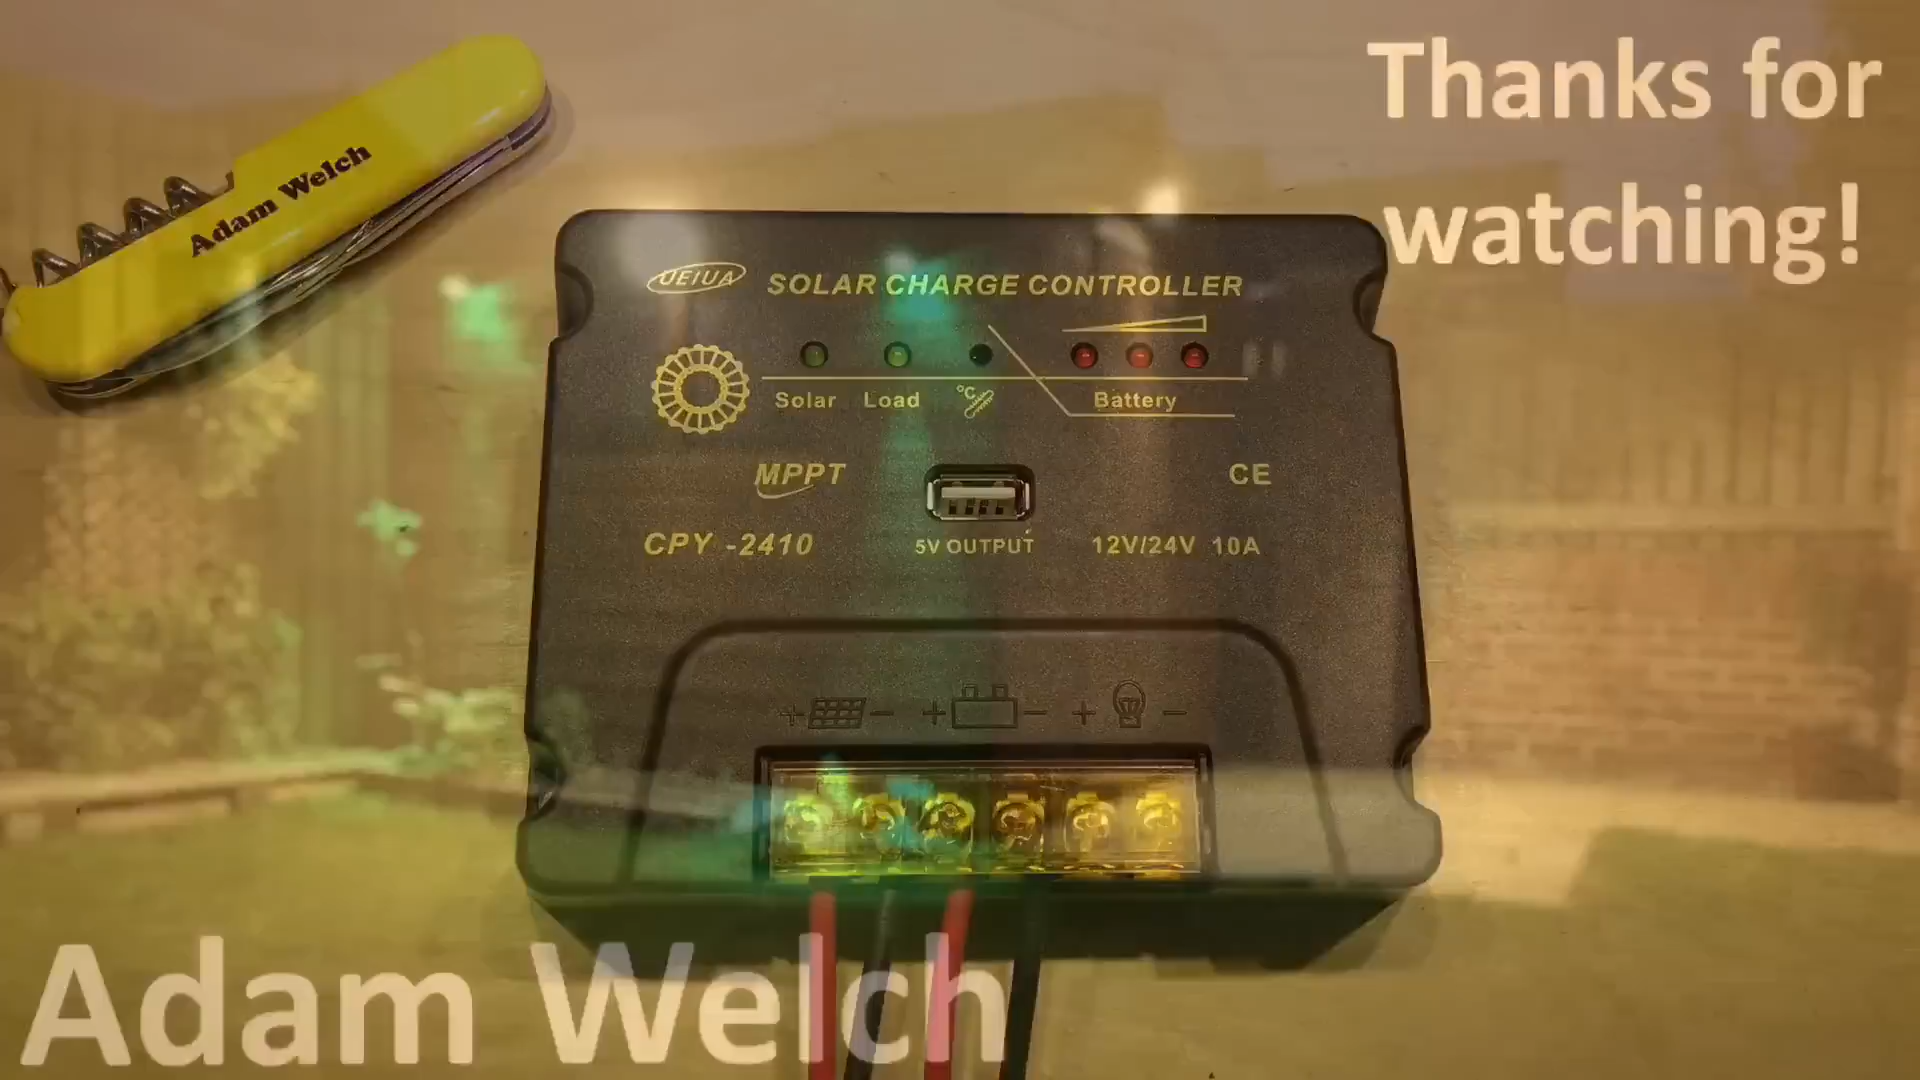 Thanks for
watching!
Adam Welch
UEIUA
SOLAR CHARGE CONTROLLER
Solar Load °C Battery
MPPT
CE
CPY -2410
5V OUTPUT
12V/24V 10A
+ - + - + -
Adam Welch